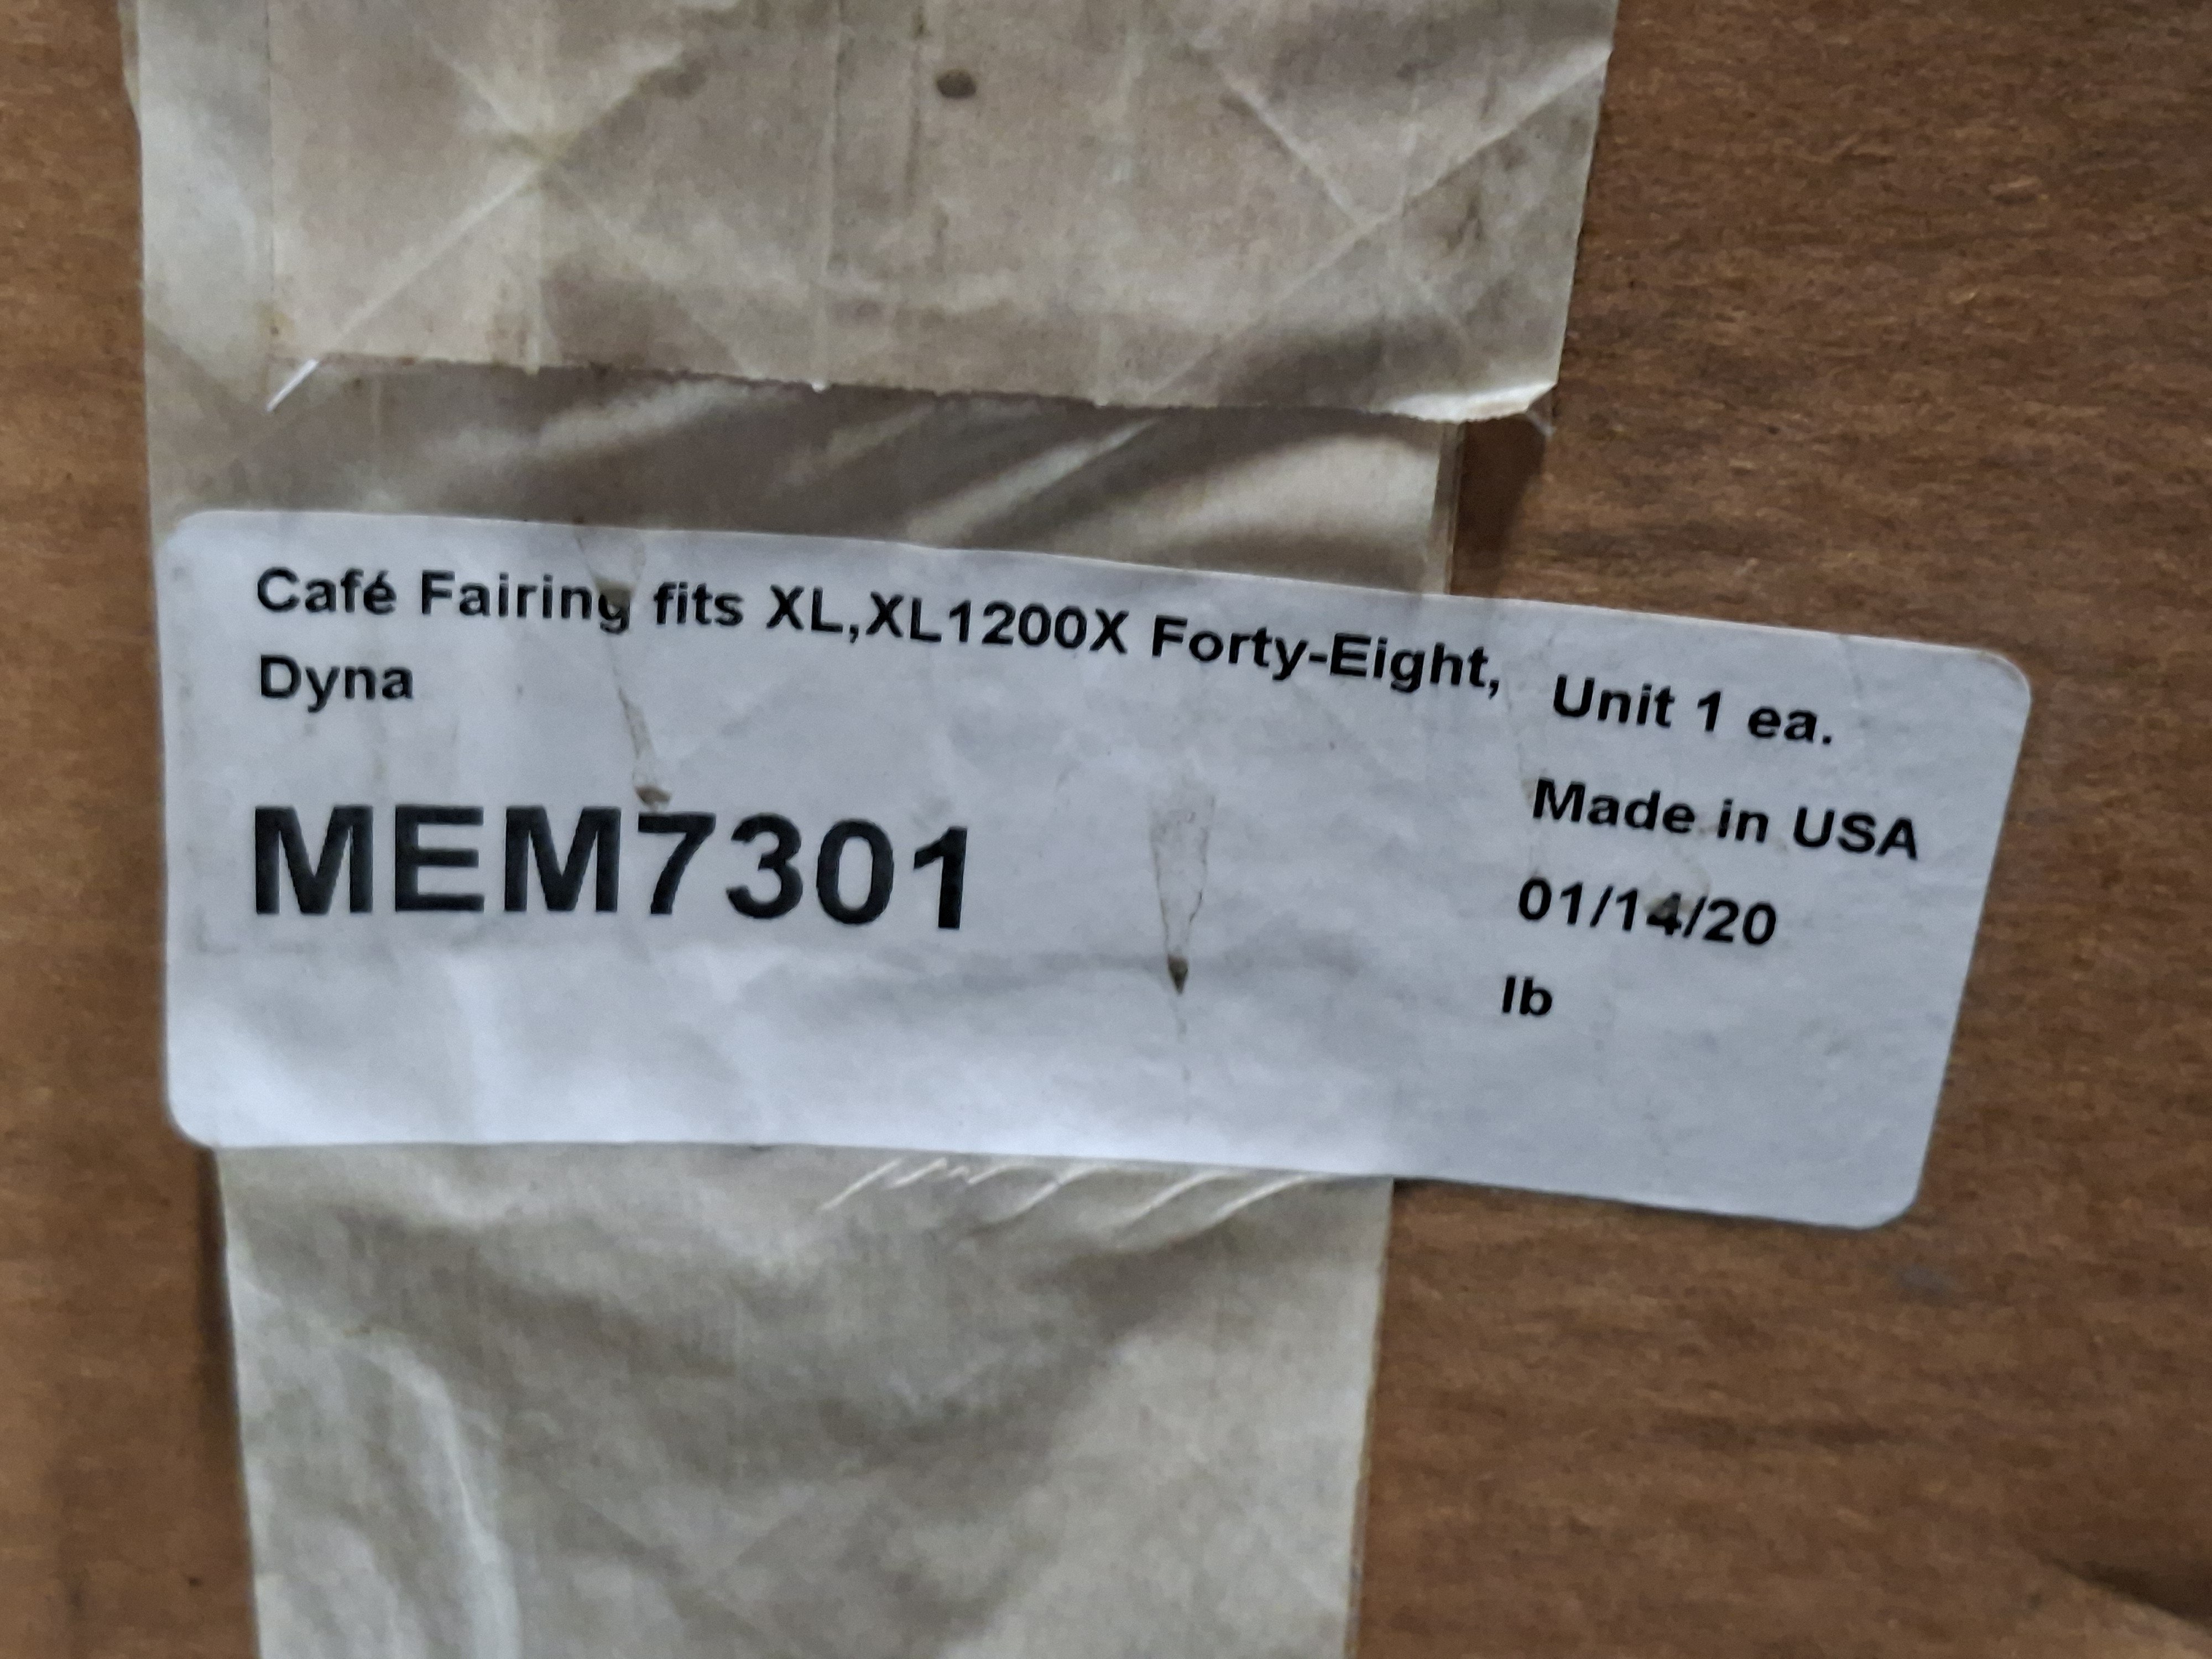 Café Fairing fits XL,XL1200X Forty-Eight,
Dyna
MEM7301
Unit 1 ea.
Made in USA
01/14/20
lb